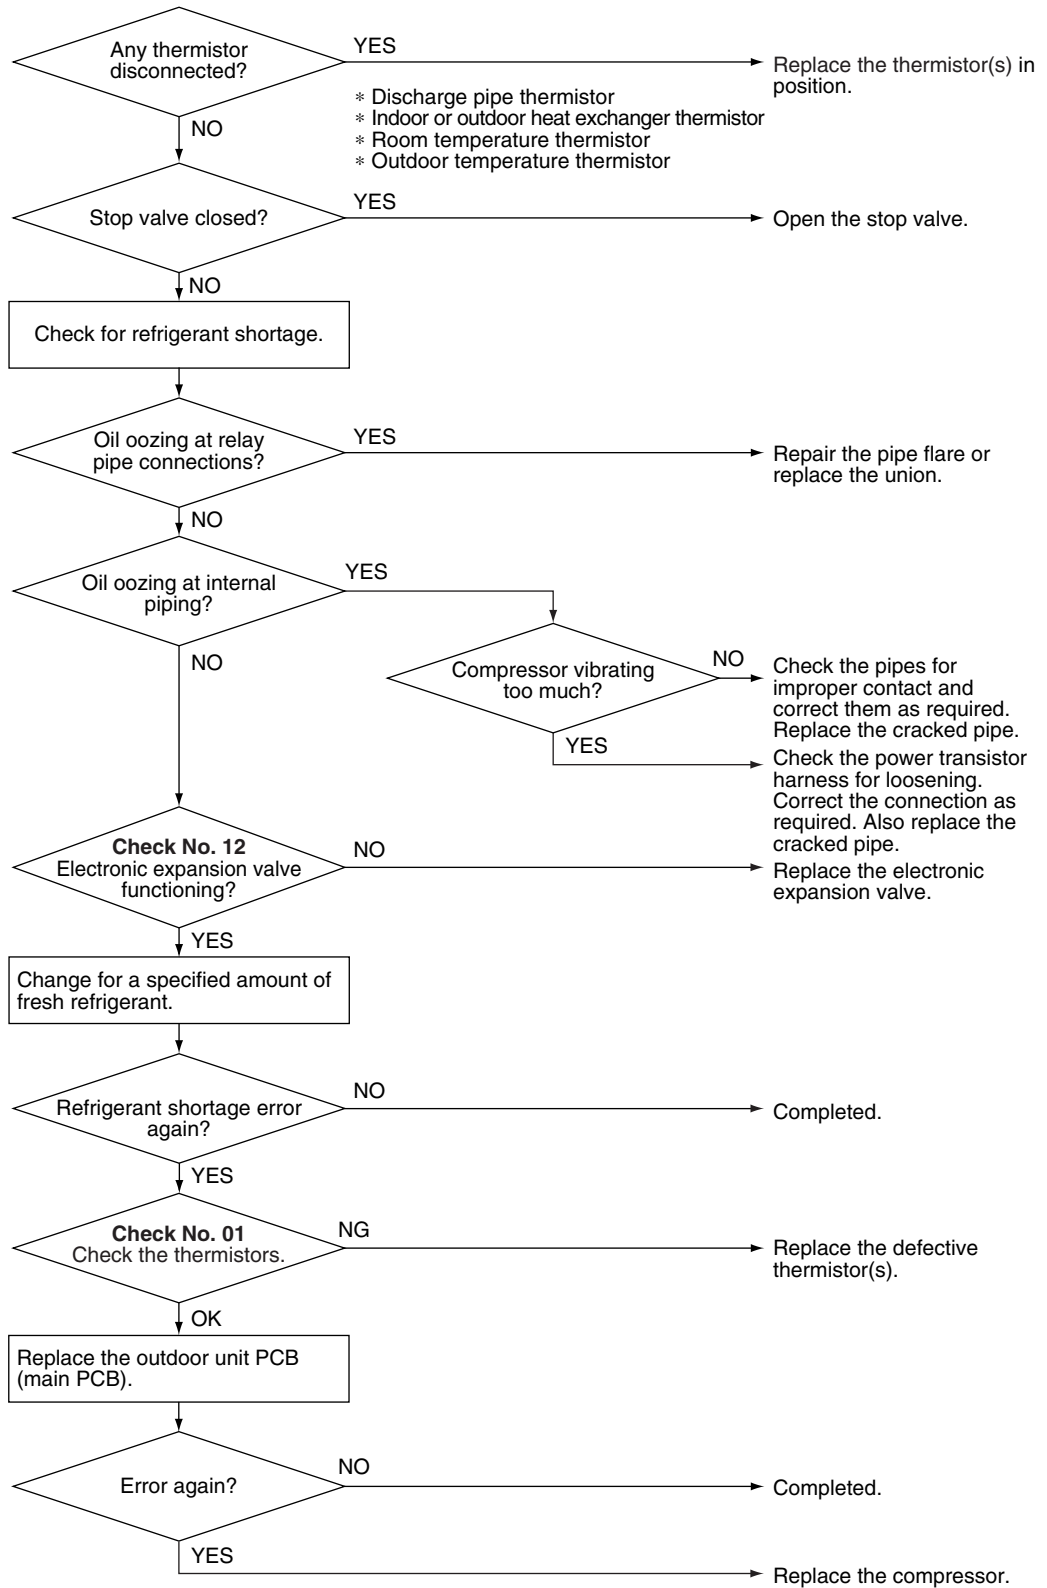 Any thermistor
disconnected?
YES
Replace the thermistor(s) in
position.
∗ Discharge pipe thermistor
∗ Indoor or outdoor heat exchanger thermistor
∗ Room temperature thermistor
∗ Outdoor temperature thermistor
NO
Stop valve closed?
YES
Open the stop valve.
NO
Check for refrigerant shortage.
Oil oozing at relay
pipe connections?
YES
Repair the pipe flare or
replace the union.
NO
Oil oozing at internal
piping?
YES
NO
Compressor vibrating
too much?
NO
Check the pipes for
improper contact and
correct them as required.
Replace the cracked pipe.
YES
Check the power transistor
harness for loosening.
Correct the connection as
required. Also replace the
cracked pipe.
Check No. 12
Electronic expansion valve
functioning?
NO
Replace the electronic
expansion valve.
YES
Change for a specified amount of
fresh refrigerant.
Refrigerant shortage error
again?
NO
Completed.
YES
Check No. 01
Check the thermistors.
NG
Replace the defective
thermistor(s).
OK
Replace the outdoor unit PCB
(main PCB).
Error again?
NO
Completed.
YES
Replace the compressor.